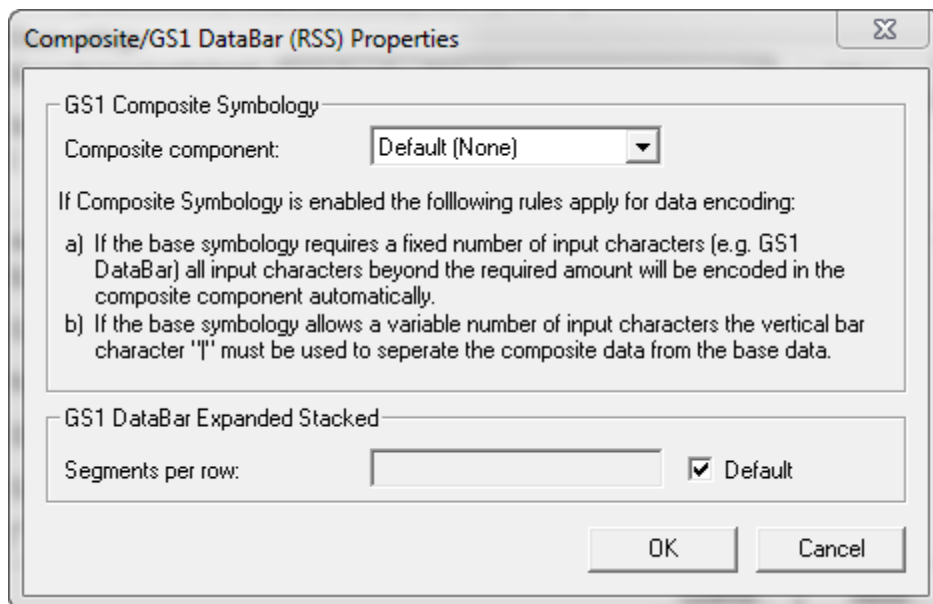 Composite/GS1 DataBar (RSS) Properties
GS1 Composite Symbology
Composite component: Default (None)
If Composite Symbology is enabled the folllowing rules apply for data encoding:
a) If the base symbology requires a fixed number of input characters (e.g. GS1
DataBar) all input characters beyond the required amount will be encoded in the
composite component automatically.
b) If the base symbology allows a variable number of input characters the vertical bar
character "|" must be used to seperate the composite data from the base data.
GS1 DataBar Expanded Stacked
Segments per row: Default
OK Cancel